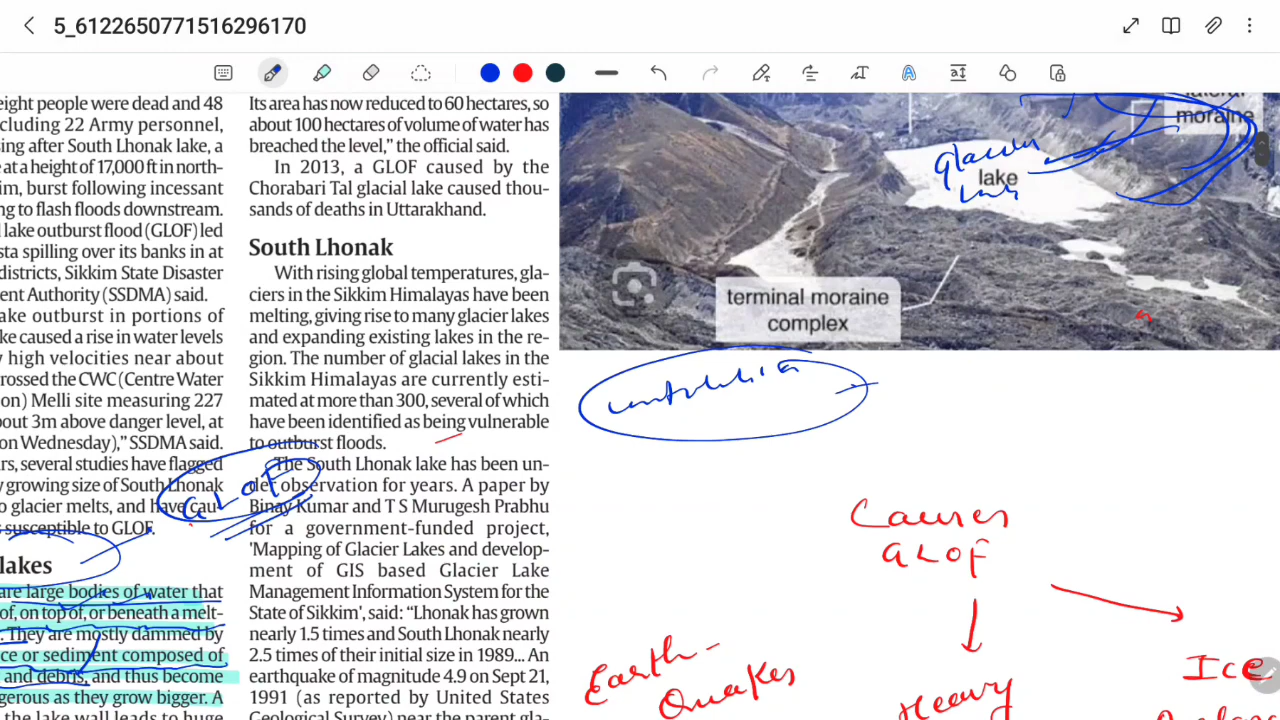 5_6122650771516296170
eight people were dead and 48
cluding 22 Army personnel,
sing after South Lhonak lake, a
e at a height of 17,000 ft in north-
im, burst following incessant
ng to flash floods downstream.
l lake outburst flood (GLOF) led
sta spilling over its banks in at
districts, Sikkim State Disaster
ent Authority (SSDMA) said.
ake outburst in portions of
ke caused a rise in water levels
y high velocities near about
rossed the CWC (Centre Water
on) Melli site measuring 227
bout 3m above danger level, at
on Wednesday)," SSDMA said.
rs, several studies have flagged
y growing size of South Lhonak
o glacier melts, and have cau-
s susceptible to GLOF.
GLOF
lakes
are large bodies of water that
of, on top of, or beneath a melt-
. They are mostly dammed by
ce or sediment composed of
and debris, and thus become
gerous as they grow bigger. A
the lake wall leads to huge
Its area has now reduced to 60 hectares, so
about 100 hectares of volume of water has
breached the level," the official said.
In 2013, a GLOF caused by the
Chorabari Tal glacial lake caused thou-
sands of deaths in Uttarakhand.
South Lhonak
With rising global temperatures, gla-
ciers in the Sikkim Himalayas have been
melting, giving rise to many glacier lakes
and expanding existing lakes in the re-
gion. The number of glacial lakes in the
Sikkim Himalayas are currently esti-
mated at more than 300, several of which
have been identified as being vulnerable
to outburst floods.
The South Lhonak lake has been un-
der observation for years. A paper by
Binay Kumar and T S Murugesh Prabhu
for a government-funded project,
'Mapping of Glacier Lakes and develop-
ment of GIS based Glacier Lake
Management Information System for the
State of Sikkim', said: "Lhonak has grown
nearly 1.5 times and South Lhonak nearly
2.5 times of their initial size in 1989... An
earthquake of magnitude 4.9 on Sept 21,
1991 (as reported by United States
Geological Survey) near the parent gla-
lateral
moraine
glacier
lake
lake
terminal moraine
complex
Causes
GLOF
Earth-
Quakes
Heavy
Ice